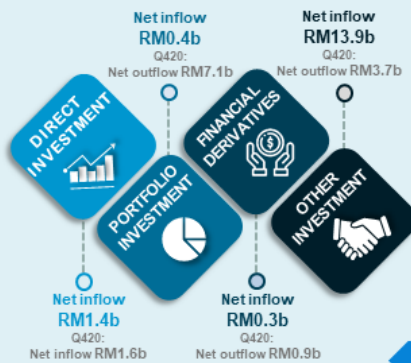 Net inflow
RM0.4b
Q420:
Net outflow RM7.1b
Net inflow
RM13.9b
Q420:
Net outflow RM3.7b
DIRECT
INVESTMENT
PORTFOLIO
INVESTMENT
FINANCIAL
DERIVATIVES
$
OTHER
INVESTMENT
Net inflow
RM1.4b
Q420:
Net inflow RM1.6b
Net inflow
RM0.3b
Q420:
Net outflow RM0.9b